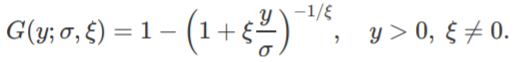 G(y; σ, ξ) = 1 − (1 + ξ y/σ)^{−1/ξ}, y > 0, ξ ≠ 0.